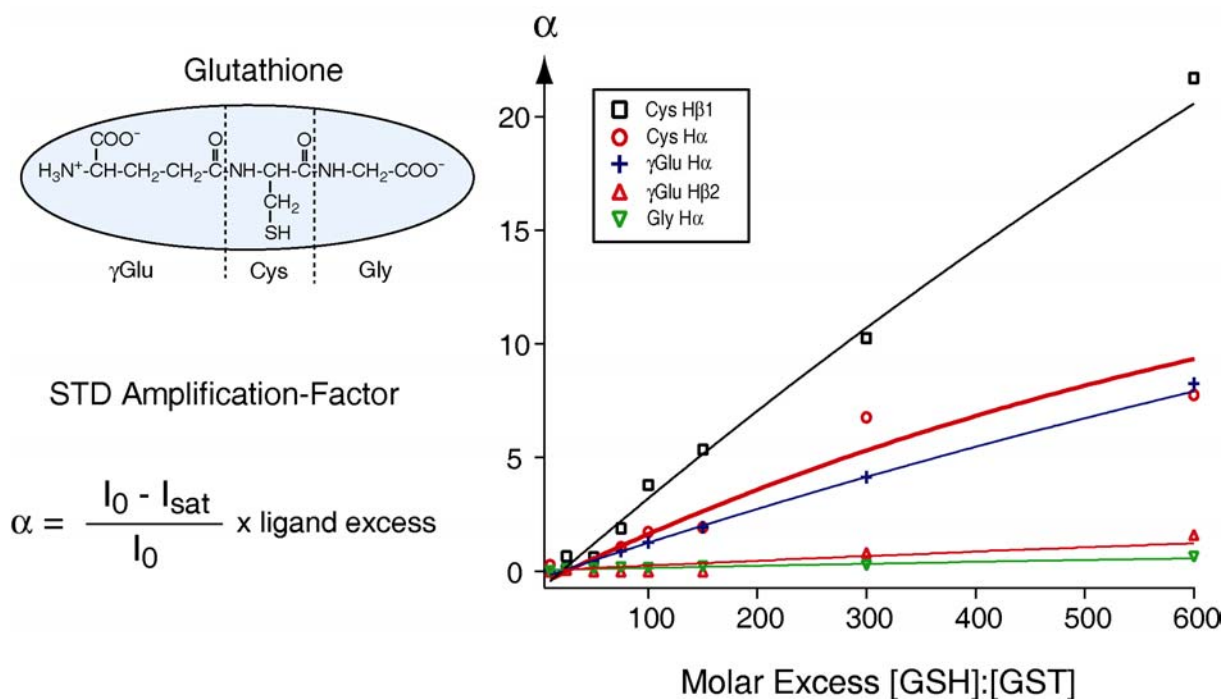 Glutathione
COO⁻
O
O
H₃N⁺-CH-CH₂-CH₂-C-NH-CH-C-NH-CH₂-COO⁻
CH₂
SH
γGlu
Cys
Gly
STD Amplification-Factor
α = I₀ - Isat / I₀ x ligand excess
α
Cys Hβ1
Cys Hα
γGlu Hα
γGlu Hβ2
Gly Hα
20
15
10
5
0
100 200 300 400 500 600
Molar Excess [GSH]:[GST]